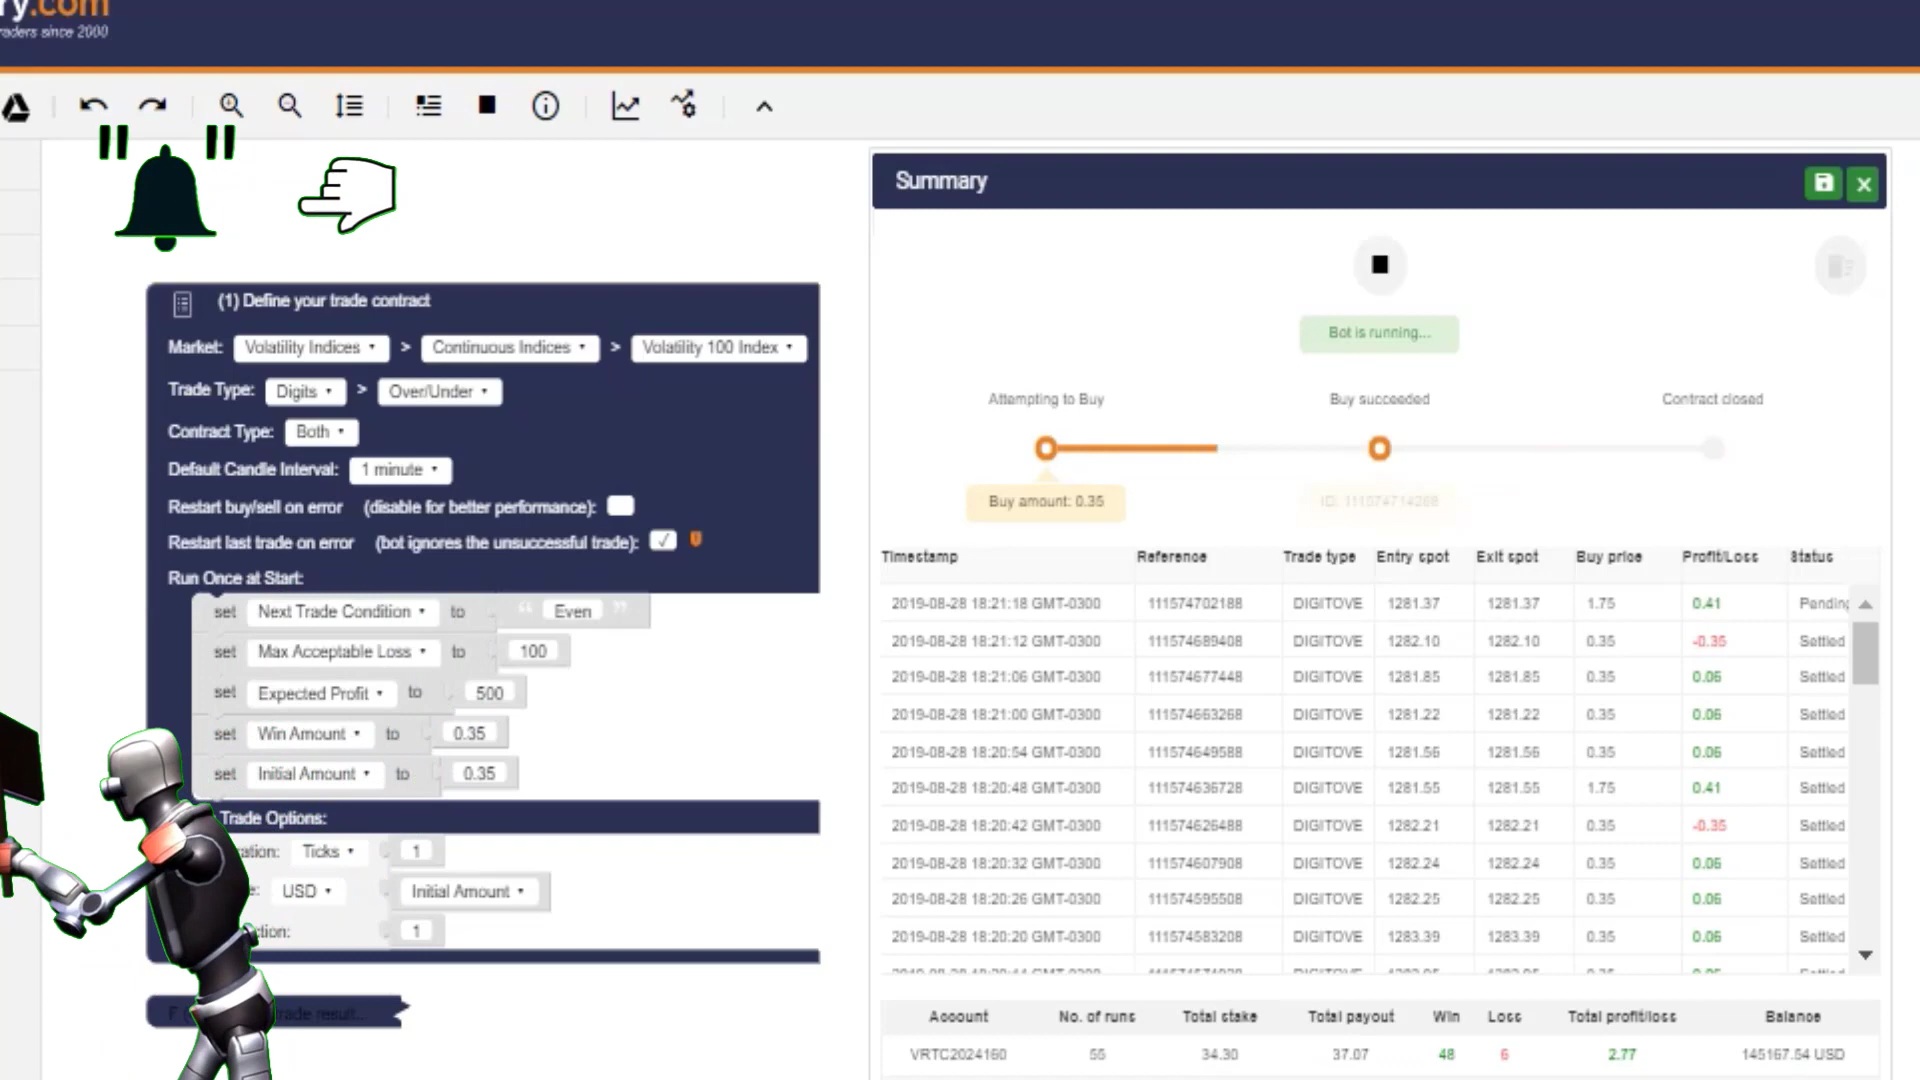 ry.com
raders since 2000
" "
Summary
Bot is running...
Attempting to Buy Buy succeeded Contract closed
Buy amount: 0.35 ID: 111574714268
(1) Define your trade contract
Market: Volatility Indices > Continuous Indices > Volatility 100 Index
Trade Type: Digits > Over/Under
Contract Type: Both
Default Candle Interval: 1 minute
Restart buy/sell on error (disable for better performance):
Restart last trade on error (bot ignores the unsuccessful trade): ✓
Run Once at Start:
set Next Trade Condition to “ Even ”
set Max Acceptable Loss to 100
set Expected Profit to 500
set Win Amount to 0.35
set Initial Amount to 0.35
Trade Options:
ration: Ticks 1
e: USD Initial Amount
ction: 1
trade result...
Timestamp Reference Trade type Entry spot Exit spot Buy price Profit/Loss Status
2019-08-28 18:21:18 GMT-0300 111574702188 DIGITOVE 1281.37 1281.37 1.75 0.41 Pending
2019-08-28 18:21:12 GMT-0300 111574689408 DIGITOVE 1282.10 1282.10 0.35 -0.35 Settled
2019-08-28 18:21:06 GMT-0300 111574677448 DIGITOVE 1281.85 1281.85 0.35 0.06 Settled
2019-08-28 18:21:00 GMT-0300 111574663268 DIGITOVE 1281.22 1281.22 0.35 0.06 Settled
2019-08-28 18:20:54 GMT-0300 111574649588 DIGITOVE 1281.56 1281.56 0.35 0.06 Settled
2019-08-28 18:20:48 GMT-0300 111574636728 DIGITOVE 1281.55 1281.55 1.75 0.41 Settled
2019-08-28 18:20:42 GMT-0300 111574626488 DIGITOVE 1282.21 1282.21 0.35 -0.35 Settled
2019-08-28 18:20:32 GMT-0300 111574607908 DIGITOVE 1282.24 1282.24 0.35 0.06 Settled
2019-08-28 18:20:26 GMT-0300 111574595508 DIGITOVE 1282.25 1282.25 0.35 0.06 Settled
2019-08-28 18:20:20 GMT-0300 111574583208 DIGITOVE 1283.39 1283.39 0.35 0.06 Settled
Account No. of runs Total stake Total payout Win Loss Total profit/loss Balance
VRTC2024160 55 34.30 37.07 48 6 2.77 145167.54 USD